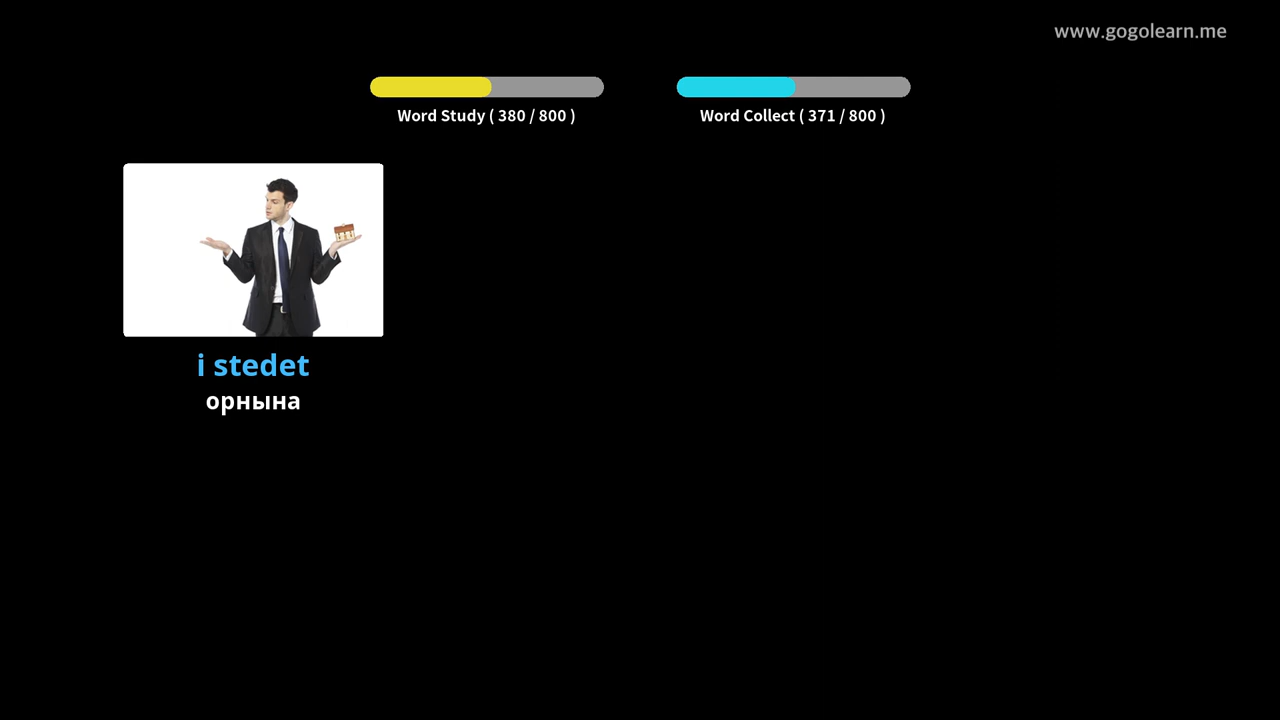 www.gogolearn.me
Word Study ( 380 / 800 )
Word Collect ( 371 / 800 )
i stedet
орнына